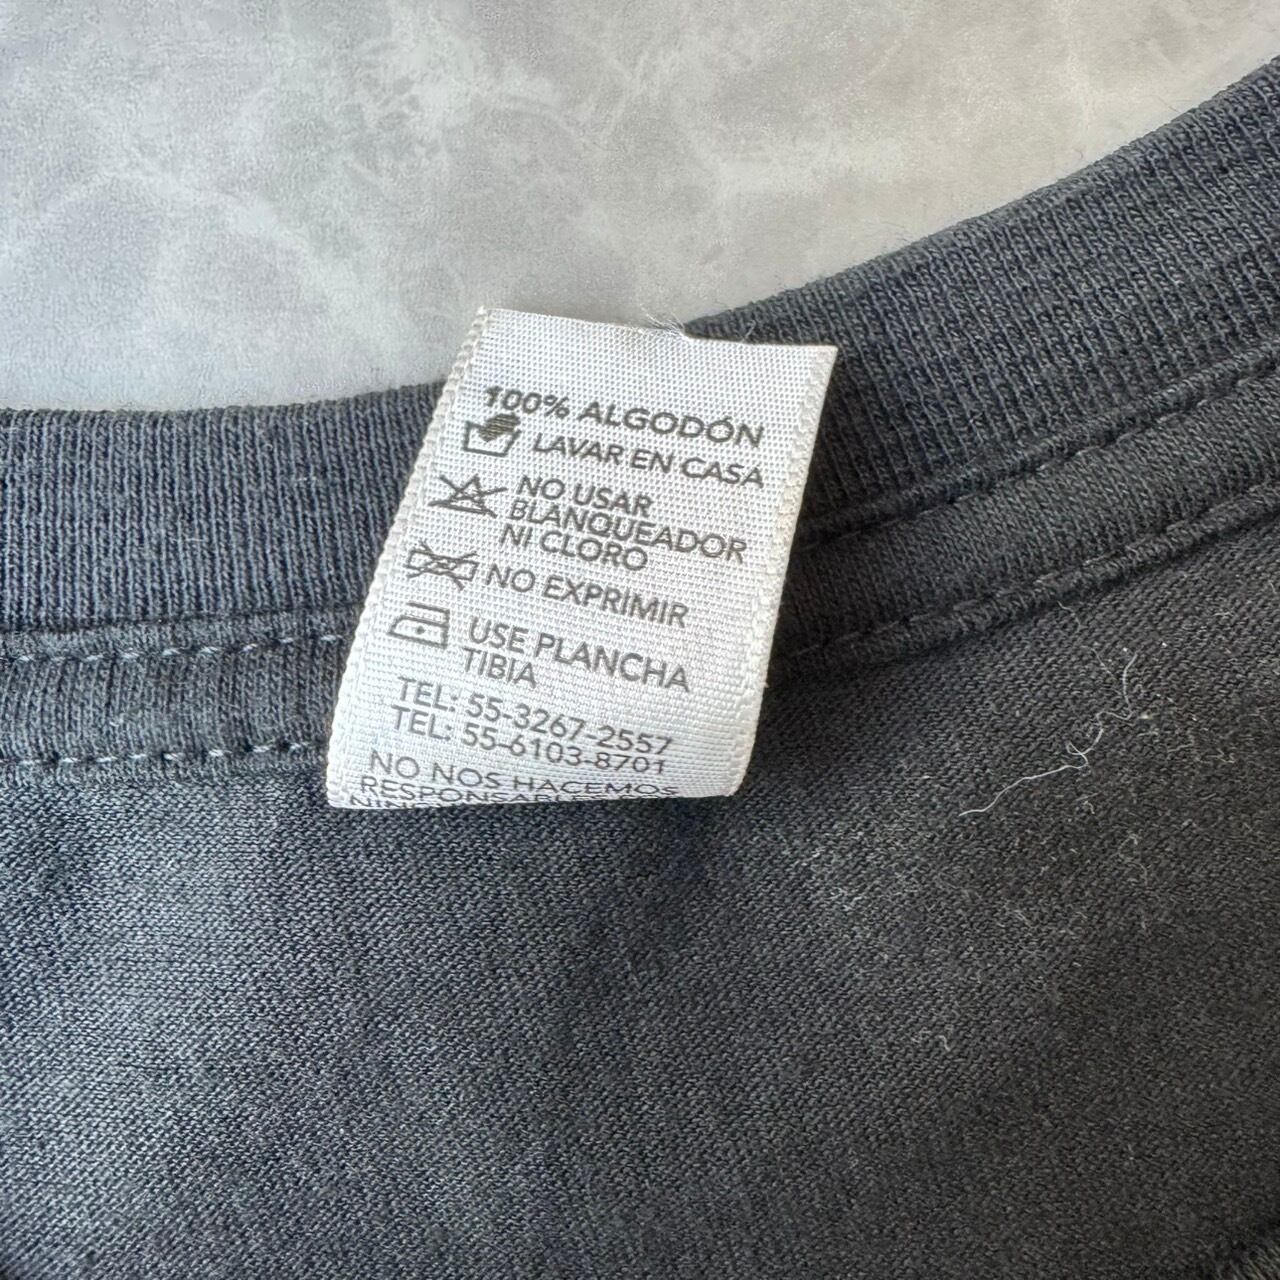 100% ALGODÓN
LAVAR EN CASA
NO USAR
BLANQUEADOR
NI CLORO
NO EXPRIMIR
USE PLANCHA
TIBIA
TEL: 55-3267-2557
TEL: 55-6103-8701
NO NOS HACEMOS